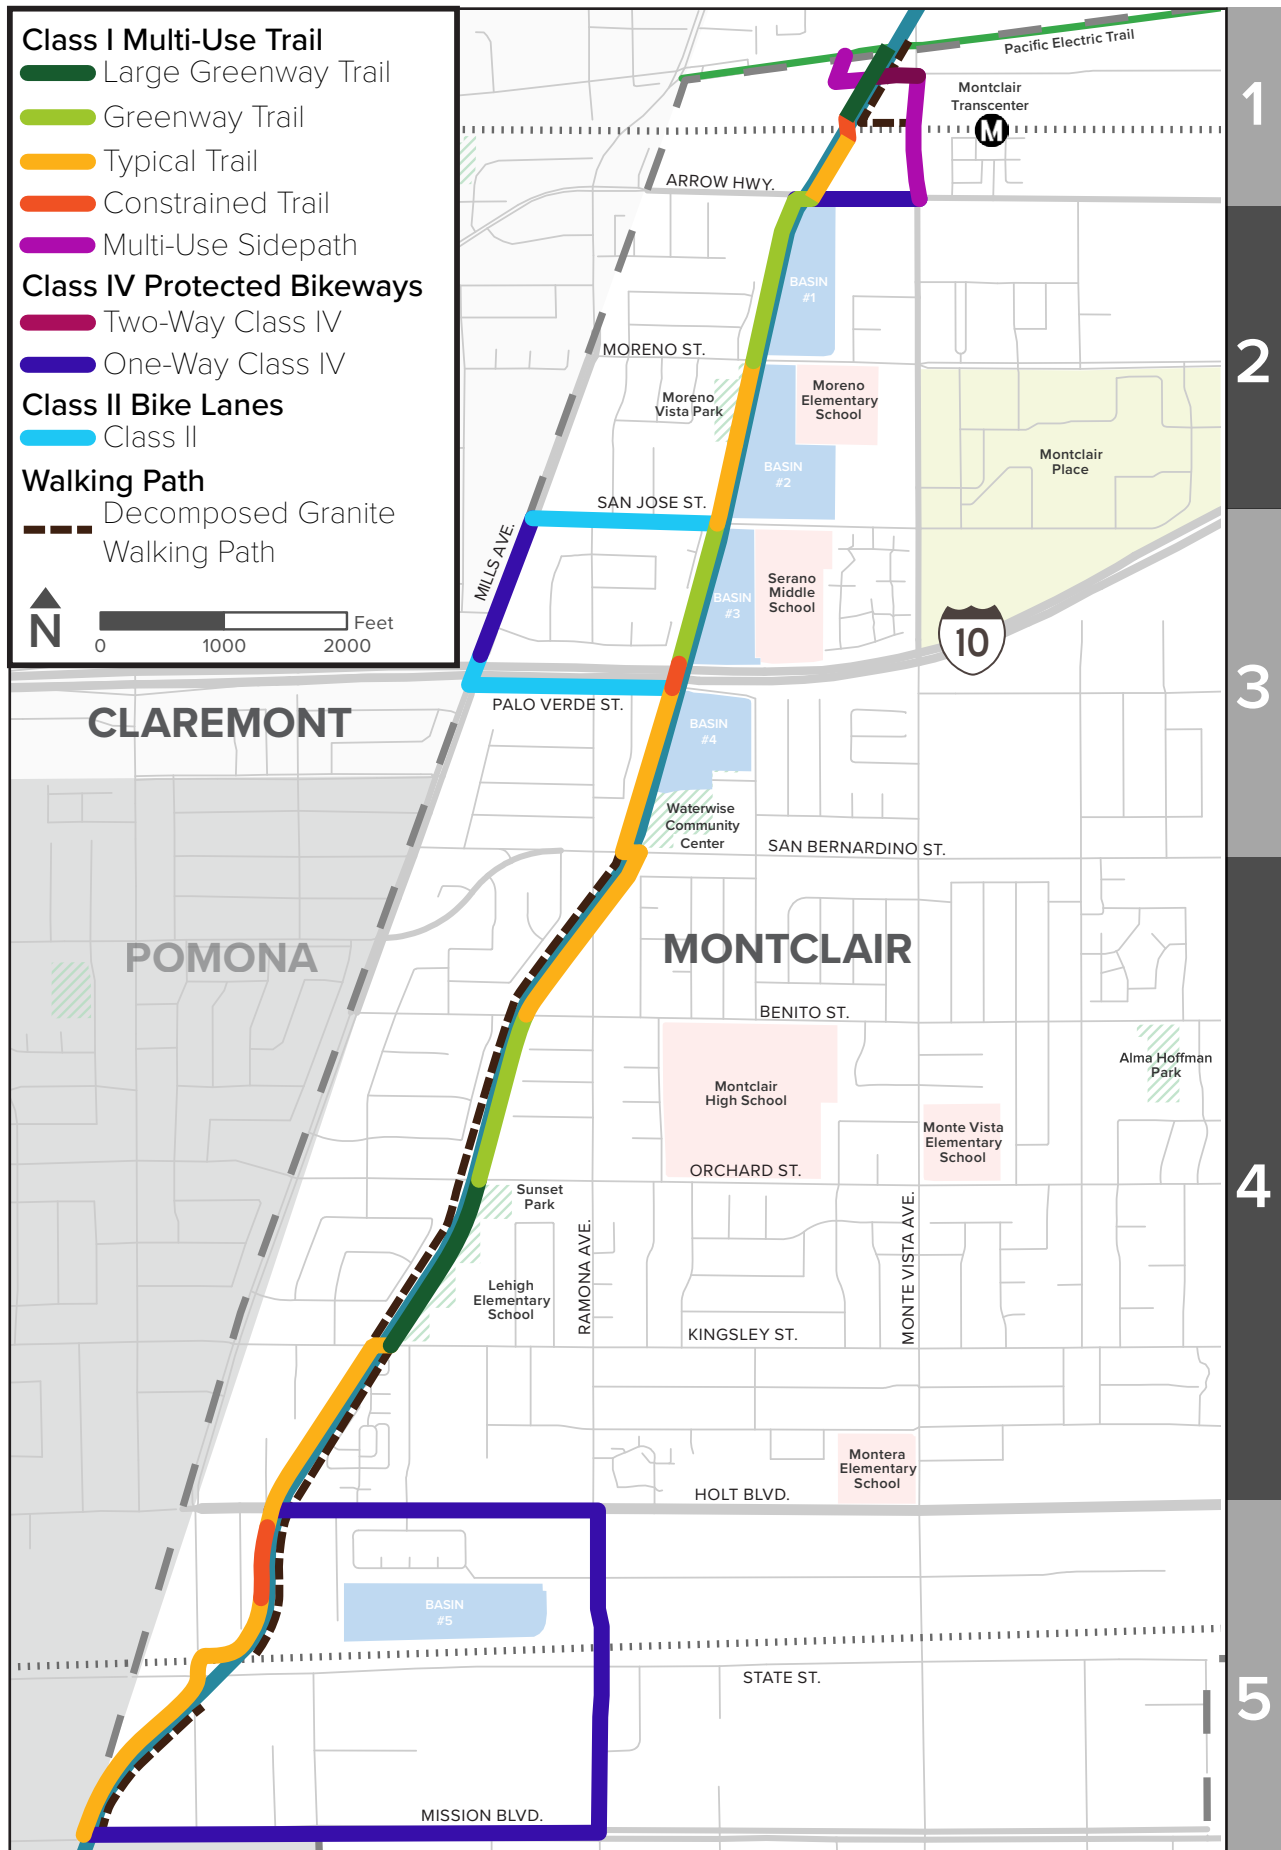 Class I Multi-Use Trail
Large Greenway Trail
Greenway Trail
Typical Trail
Constrained Trail
Multi-Use Sidepath
Class IV Protected Bikeways
Two-Way Class IV
One-Way Class IV
Class II Bike Lanes
Class II
Walking Path
Decomposed Granite
Walking Path
N
0
1000
2000
Feet
Pacific Electric Trail
Montclair
Transcenter
M
1
ARROW HWY.
BASIN
#1
MORENO ST.
2
Moreno
Vista Park
Moreno
Elementary
School
Montclair
Place
BASIN
#2
SAN JOSE ST.
MILLS AVE.
BASIN
#3
Serano
Middle
School
10
3
PALO VERDE ST.
CLAREMONT
BASIN
#4
Waterwise
Community
Center
SAN BERNARDINO ST.
POMONA
MONTCLAIR
BENITO ST.
Alma Hoffman
Park
Montclair
High School
Monte Vista
Elementary
School
ORCHARD ST.
4
Sunset
Park
RAMONA AVE.
MONTE VISTA AVE.
Lehigh
Elementary
School
KINGSLEY ST.
Montera
Elementary
School
HOLT BLVD.
BASIN
#5
STATE ST.
5
MISSION BLVD.